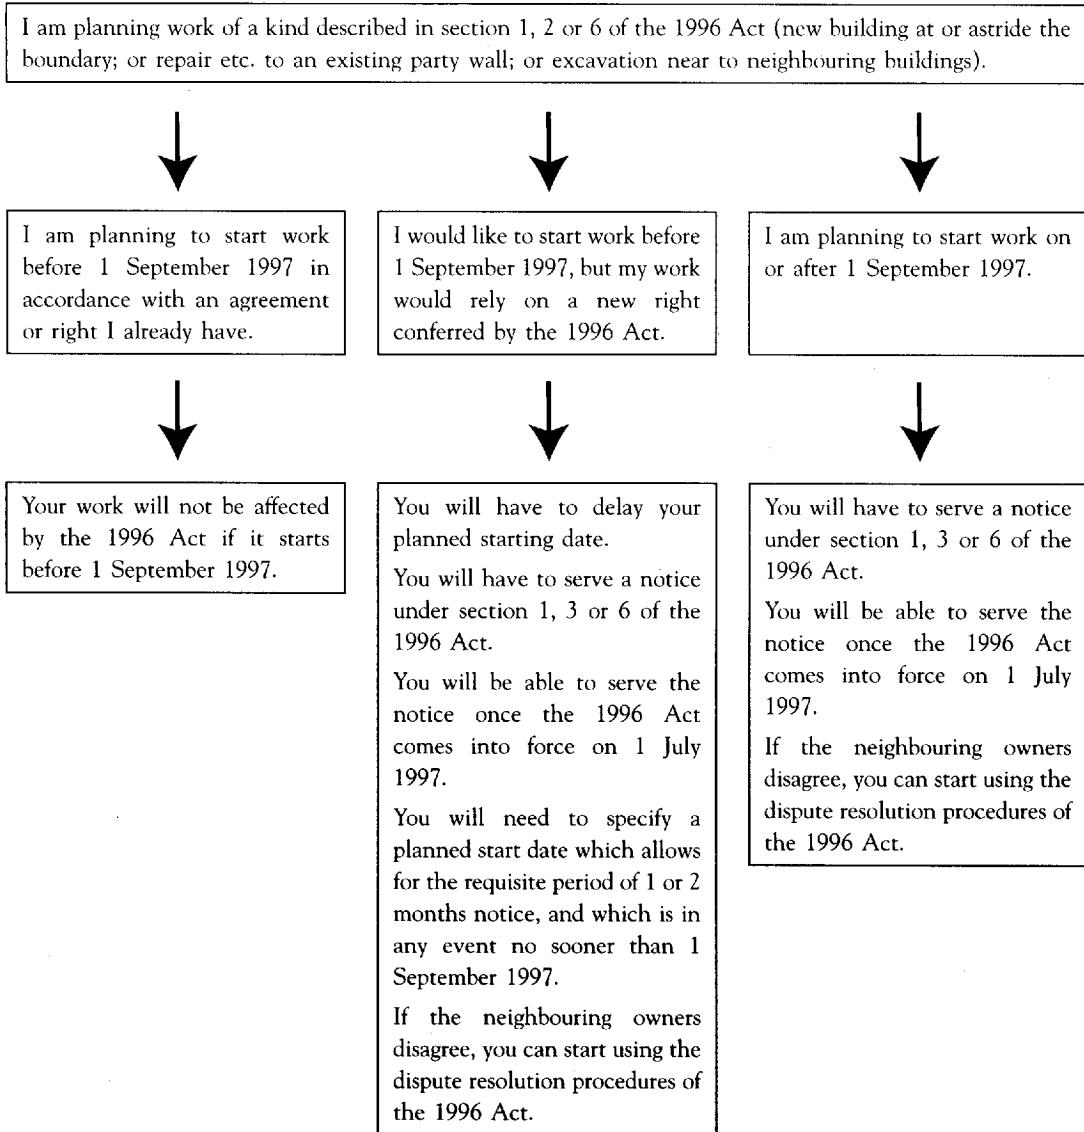 I am planning work of a kind described in section 1, 2 or 6 of the 1996 Act (new building at or astride the
boundary; or repair etc. to an existing party wall; or excavation near to neighbouring buildings).
I am planning to start work
before 1 September 1997 in
accordance with an agreement
or right I already have.
I would like to start work before
1 September 1997, but my work
would rely on a new right
conferred by the 1996 Act.
I am planning to start work on
or after 1 September 1997.
Your work will not be affected
by the 1996 Act if it starts
before 1 September 1997.
You will have to delay your
planned starting date.
You will have to serve a notice
under section 1, 3 or 6 of the
1996 Act.
You will be able to serve the
notice once the 1996 Act
comes into force on 1 July
1997.
You will need to specify a
planned start date which allows
for the requisite period of 1 or 2
months notice, and which is in
any event no sooner than 1
September 1997.
If the neighbouring owners
disagree, you can start using the
dispute resolution procedures of
the 1996 Act.
You will have to serve a notice
under section 1, 3 or 6 of the
1996 Act.
You will be able to serve the
notice once the 1996 Act
comes into force on 1 July
1997.
If the neighbouring owners
disagree, you can start using the
dispute resolution procedures of
the 1996 Act.